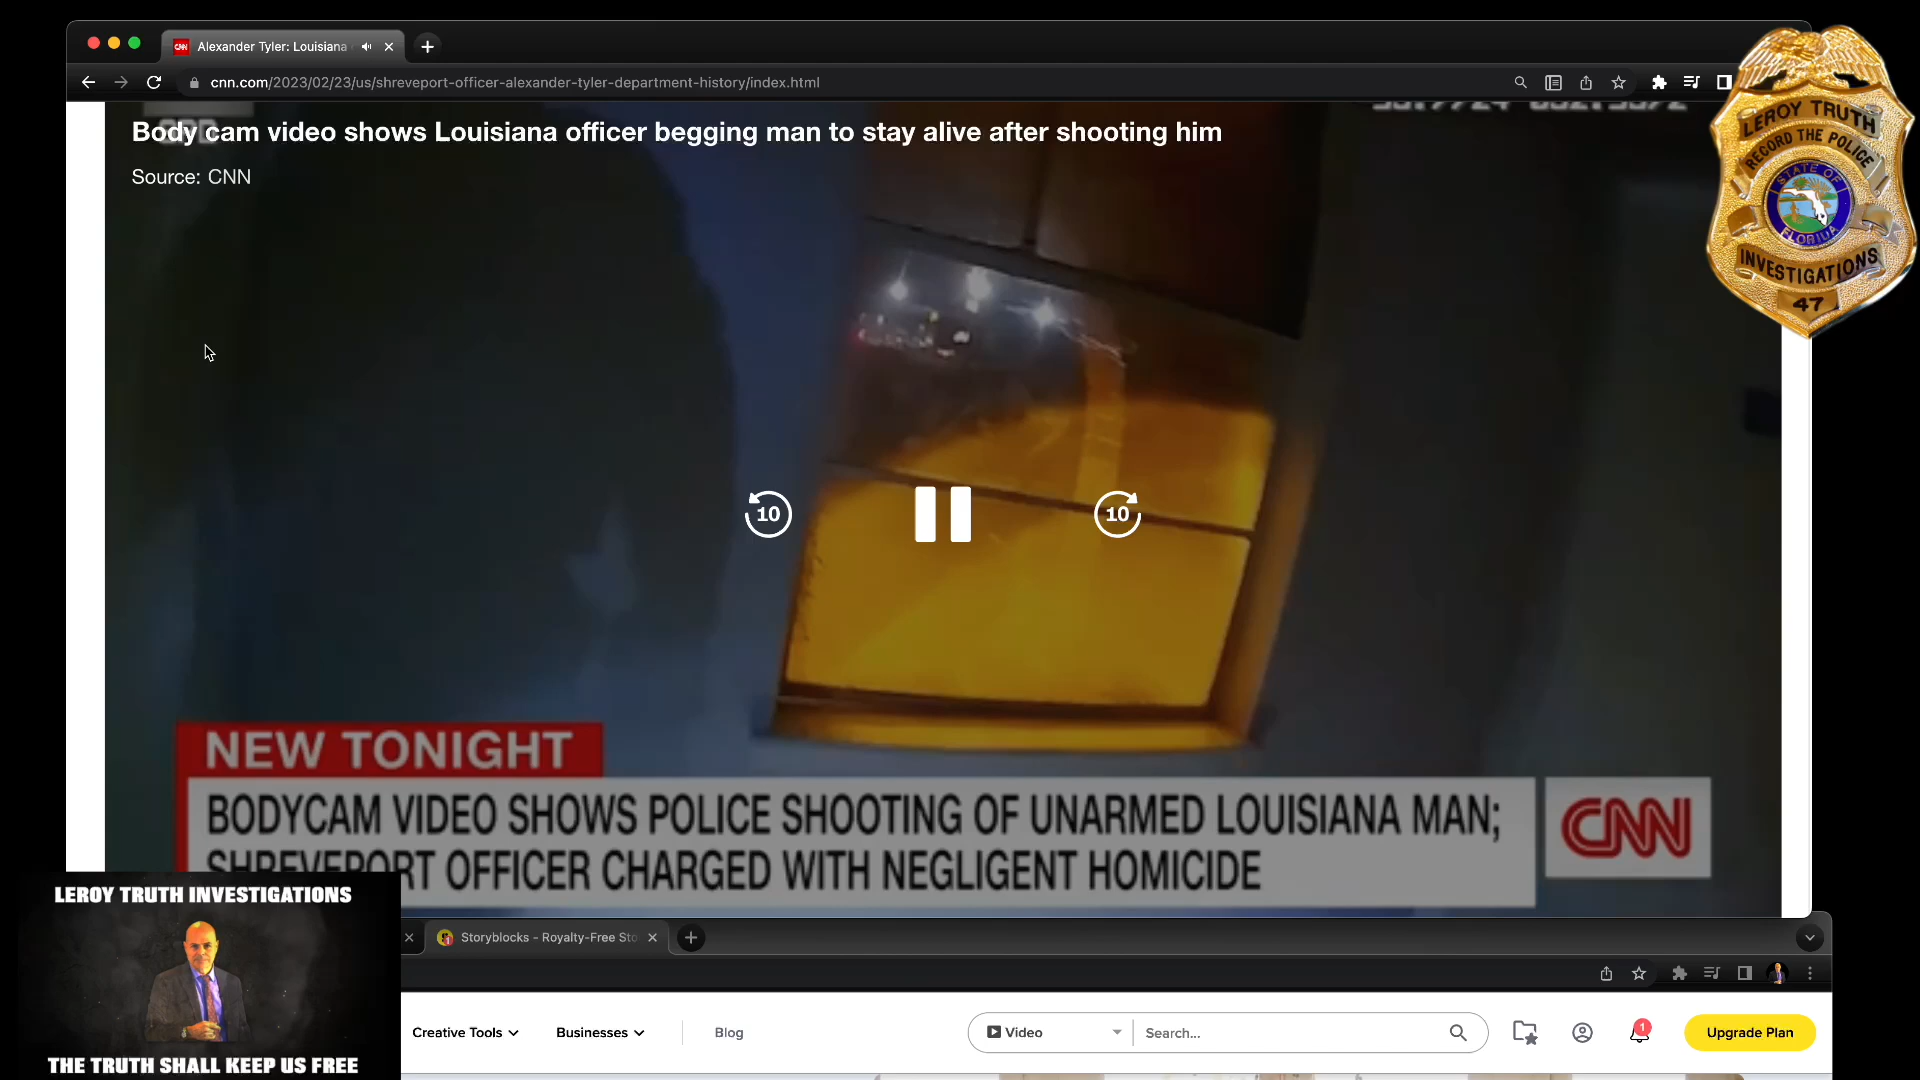 Alexander Tyler: Louisiana
cnn.com/2023/02/23/us/shreveport-officer-alexander-tyler-department-history/index.html
Body cam video shows Louisiana officer begging man to stay alive after shooting him
Source: CNN
LEROY TRUTH
RECORD THE POLICE
STATE OF
FLORIDA
INVESTIGATIONS
47
10
10
NEW TONIGHT
BODYCAM VIDEO SHOWS POLICE SHOOTING OF UNARMED LOUISIANA MAN;
SHREVEPORT OFFICER CHARGED WITH NEGLIGENT HOMICIDE
CNN
LEROY TRUTH INVESTIGATIONS
THE TRUTH SHALL KEEP US FREE
Storyblocks - Royalty-Free Sto
Creative Tools
Businesses
Blog
Video
Search...
1
Upgrade Plan